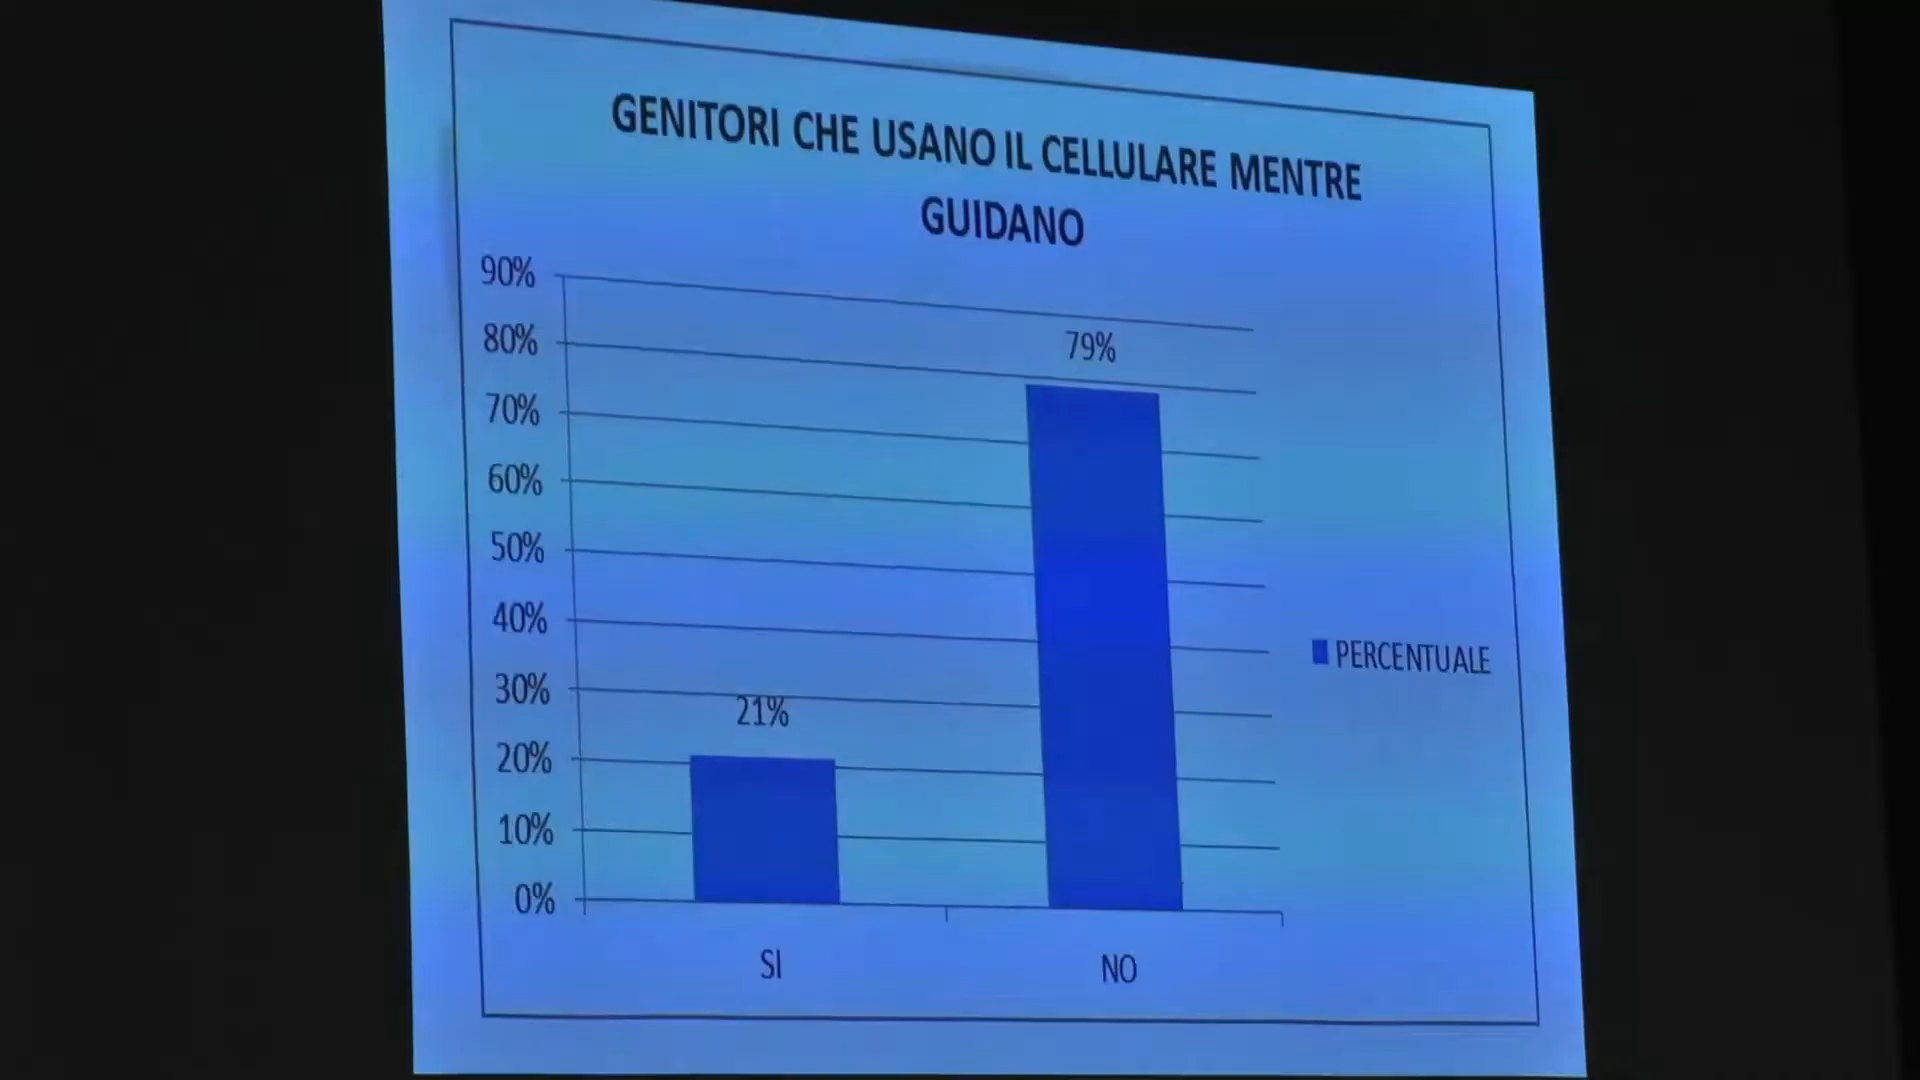 GENITORI CHE USANO IL CELLULARE MENTRE
GUIDANO
90%
80%
70%
60%
50%
40%
30%
20%
10%
0%
79%
21%
SI
NO
PERCENTUALE